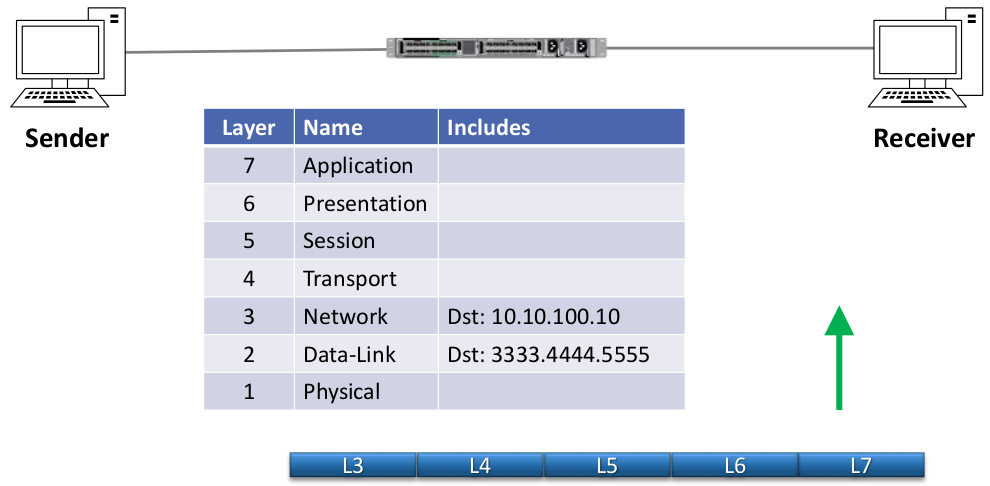 Sender
Receiver
Layer Name Includes
7 Application
6 Presentation
5 Session
4 Transport
3 Network Dst: 10.10.100.10
2 Data-Link Dst: 3333.4444.5555
1 Physical
L3 L4 L5 L6 L7